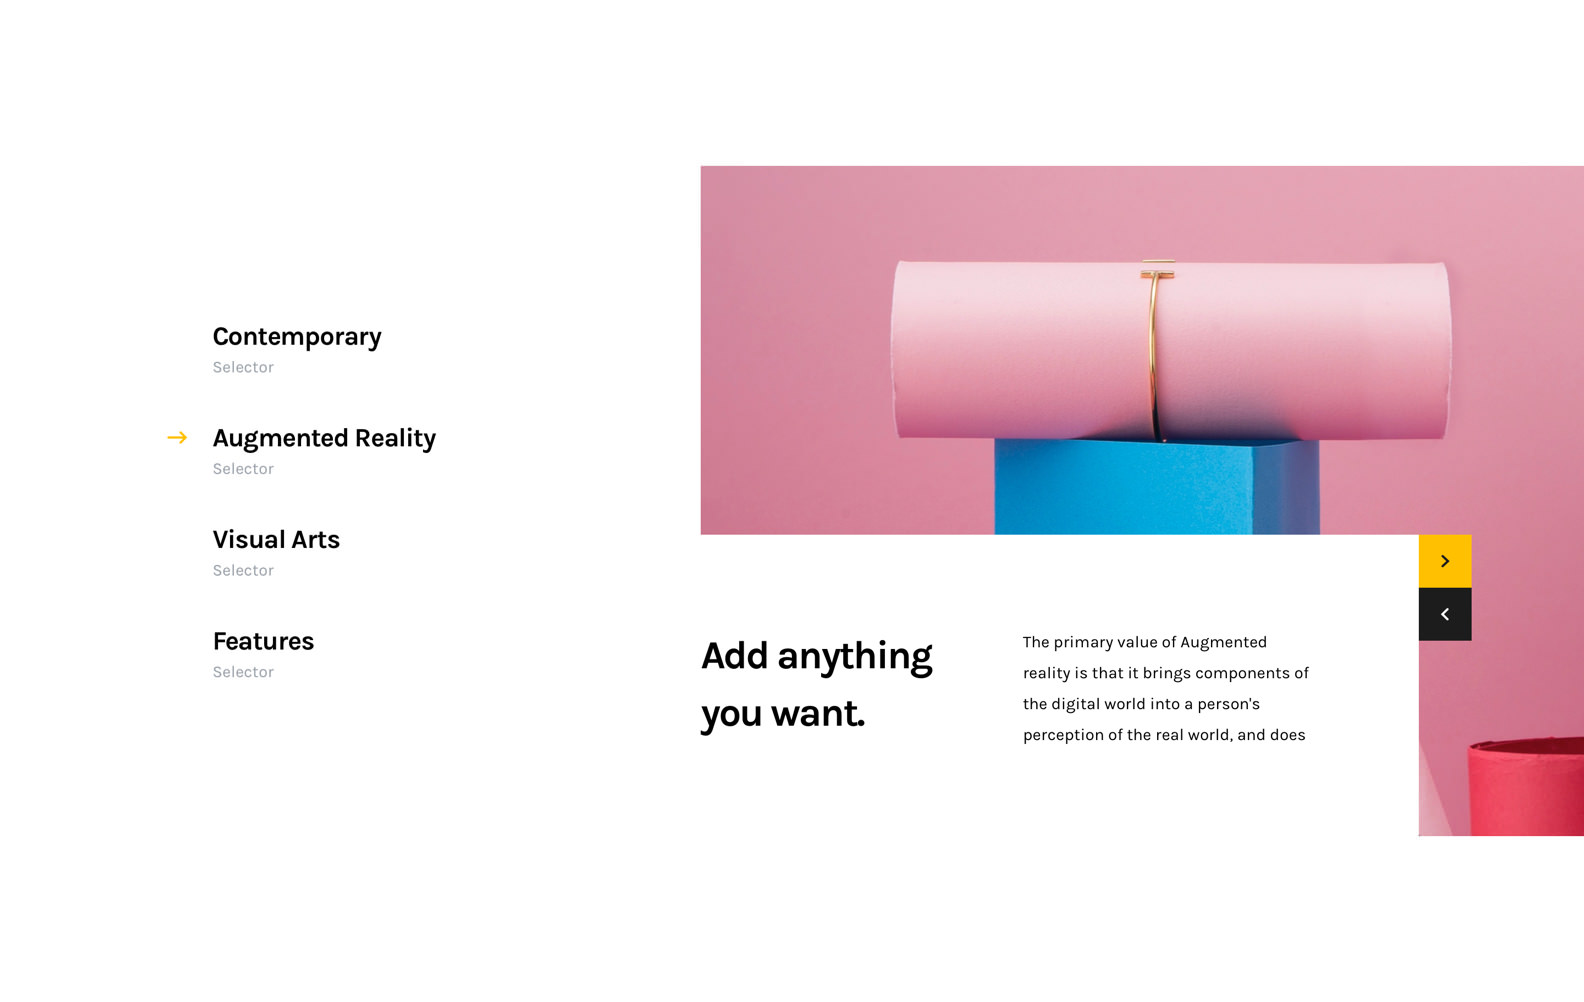 Contemporary
Selector
Augmented Reality
Selector
Visual Arts
Selector
Features
Selector
Add anything
you want.
The primary value of Augmented
reality is that it brings components of
the digital world into a person's
perception of the real world, and does